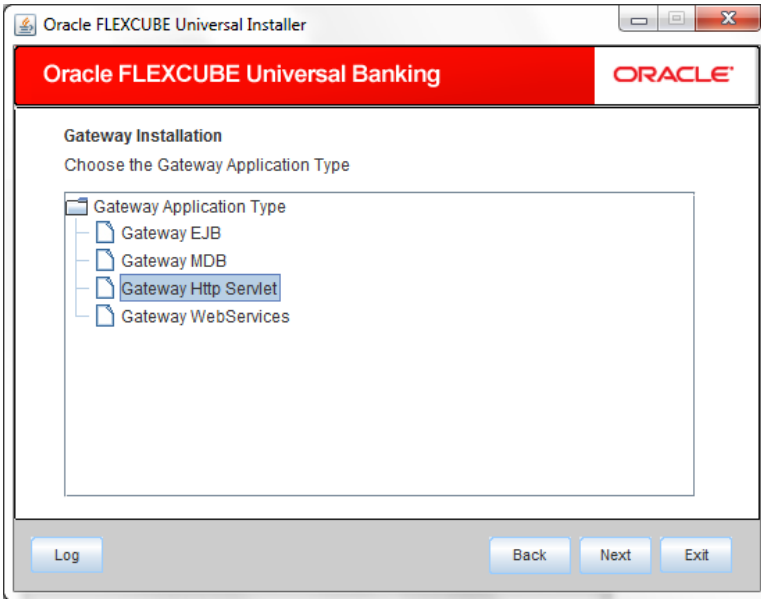 Oracle FLEXCUBE Universal Installer
Oracle FLEXCUBE Universal Banking
ORACLE
Gateway Installation
Choose the Gateway Application Type
Gateway Application Type
Gateway EJB
Gateway MDB
Gateway Http Servlet
Gateway WebServices
Log Back Next Exit